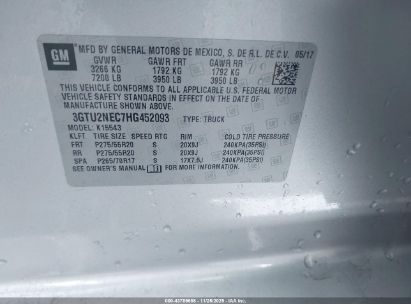 GM
MFD BY GENERAL MOTORS DE MEXICO, S. DE R.L. DE C.V. 05/17
GVWR GAWR FRT GAWR RR
3266 KG 1792 KG 1792 KG
7200 LB 3950 LB 3950 LB
THIS VEHICLE CONFORMS TO ALL APPLICABLE U.S. FEDERAL MOTOR
VEHICLE SAFETY STANDARDS IN EFFECT ON THE DATE OF
MANUFACTURE SHOWN ABOVE.
3GTU2NEC7HG452093 TYPE: TRUCK
MODEL: K15543
TIRE SIZE SPEED RTG RIM COLD TIRE PRESSURE
FRT P275/55R20 S 20X9J 240KPA(35PSI)
RR P275/55R20 S 20X9J 240KPA(35PSI)
SPA P265/70R17 S 240KPA(35PSI)
SEE OWNER'S MANUAL FOR MORE INFORMATION.